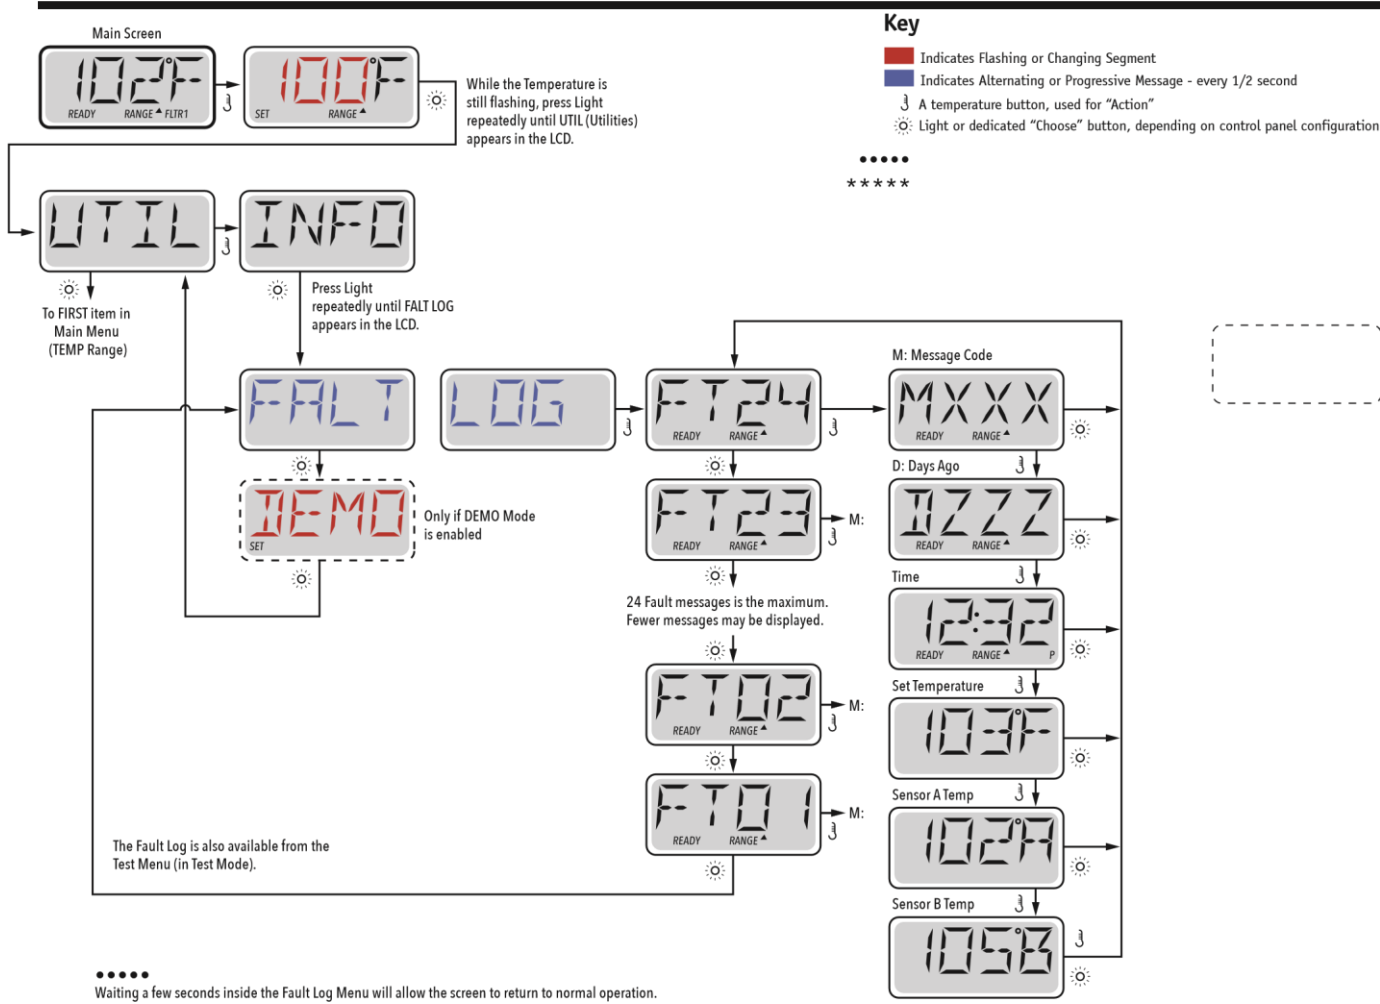 Main Screen
102°F
READY RANGE FLTR1
100°F
SET RANGE
While the Temperature is
still flashing, press Light
repeatedly until UTIL (Utilities)
appears in the LCD.
Key
Indicates Flashing or Changing Segment
Indicates Alternating or Progressive Message - every 1/2 second
A temperature button, used for “Action”
Light or dedicated “Choose” button, depending on control panel configuration
•••••
*****
UTIL
INFO
To FIRST item in
Main Menu
(TEMP Range)
Press Light
repeatedly until FALT LOG
appears in the LCD.
FALT
LOG
DEMO
SET
Only if DEMO Mode
is enabled
FT24
READY RANGE
FT23
READY RANGE
M:
24 Fault messages is the maximum.
Fewer messages may be displayed.
FT02
READY RANGE
M:
FT01
READY RANGE
M:
M: Message Code
MXXX
READY RANGE
D: Days Ago
DZZZ
READY RANGE
Time
12:32
READY RANGE P
Set Temperature
103°F
Sensor A Temp
102°A
Sensor B Temp
105°B
The Fault Log is also available from the
Test Menu (in Test Mode).
•••••
Waiting a few seconds inside the Fault Log Menu will allow the screen to return to normal operation.